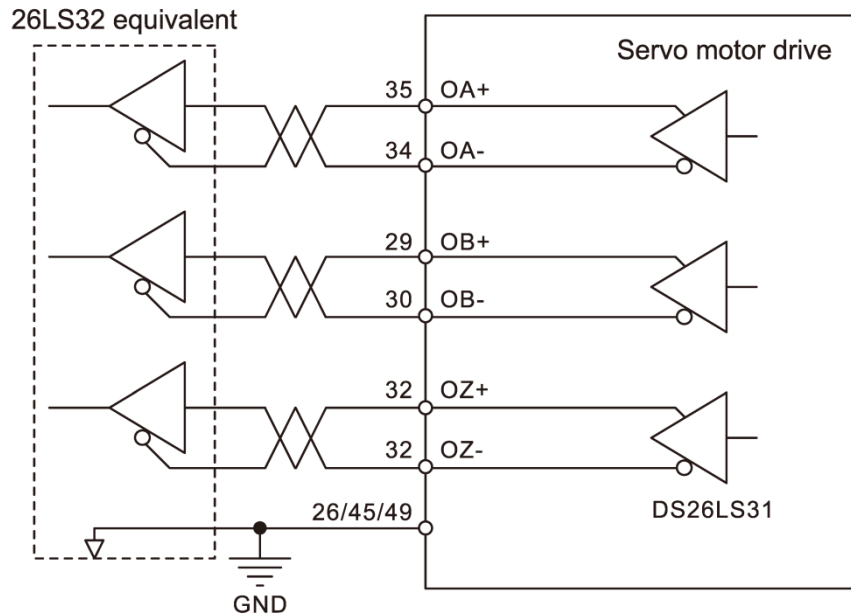 26LS32 equivalent
Servo motor drive
35 OA+
34 OA-
29 OB+
30 OB-
32 OZ+
32 OZ-
26/45/49
DS26LS31
GND